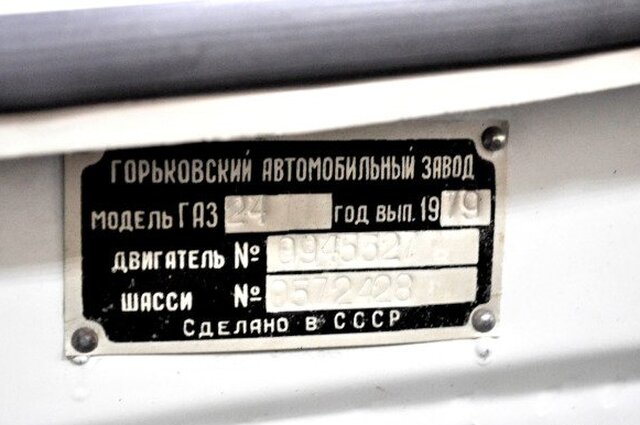 ГОРЬКОВСКИЙ АВТОМОБИЛЬНЫЙ ЗАВОД
МОДЕЛЬ ГАЗ 24 ГОД ВЫП. 1979
ДВИГАТЕЛЬ №
ШАССИ № 0572428
СДЕЛАНО В СССР